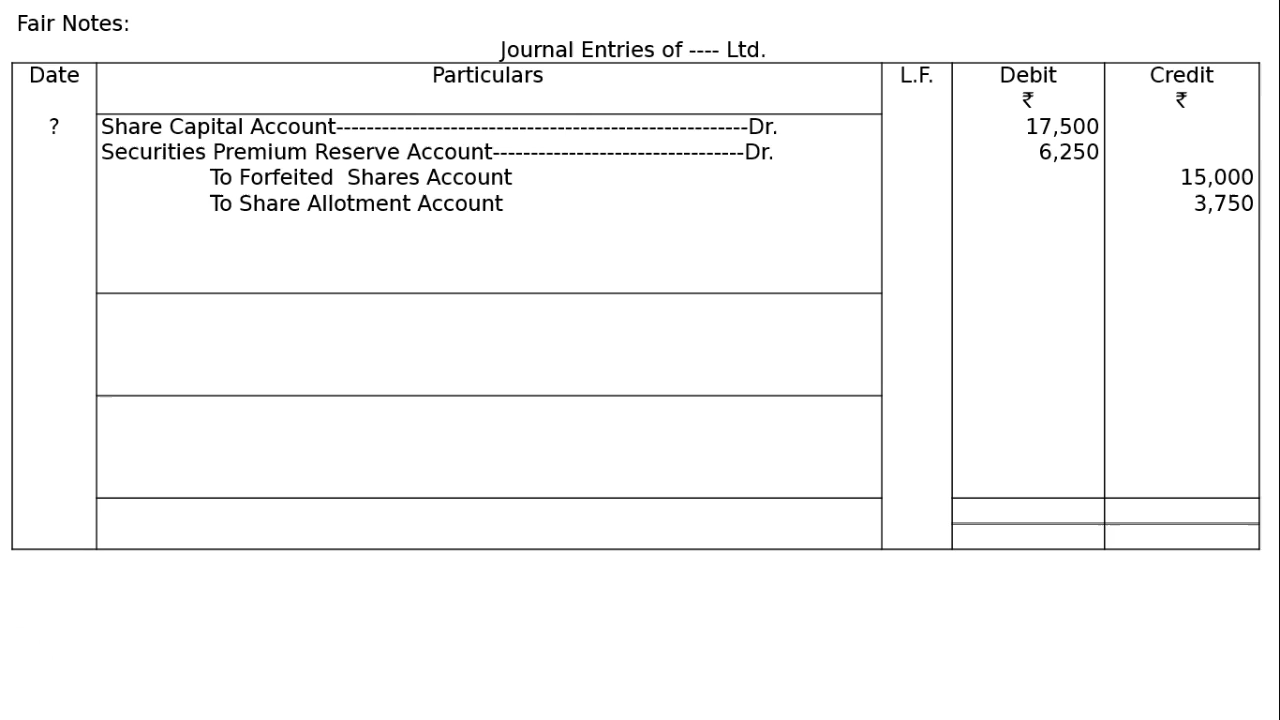 Fair Notes:
Journal Entries of ---- Ltd.
Date Particulars L.F. Debit Credit
₹ ₹
? Share Capital Account------------------------------------------------------Dr. 17,500
Securities Premium Reserve Account---------------------------------Dr. 6,250
To Forfeited  Shares Account 15,000
To Share Allotment Account 3,750